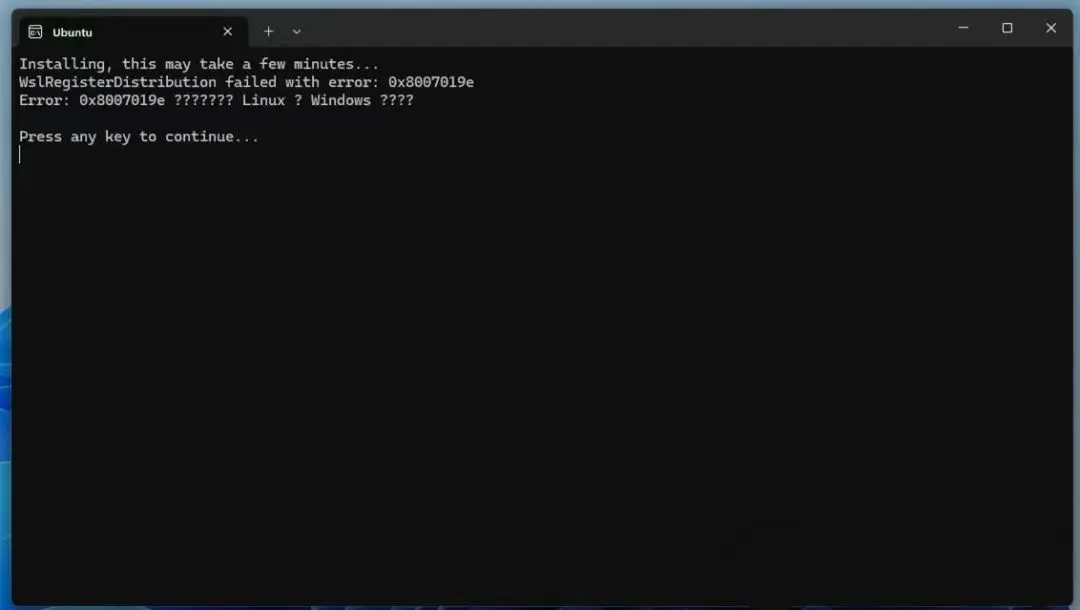 Ubuntu
Installing, this may take a few minutes...
WslRegisterDistribution failed with error: 0x8007019e
Error: 0x8007019e ??????? Linux ? Windows ????
Press any key to continue...